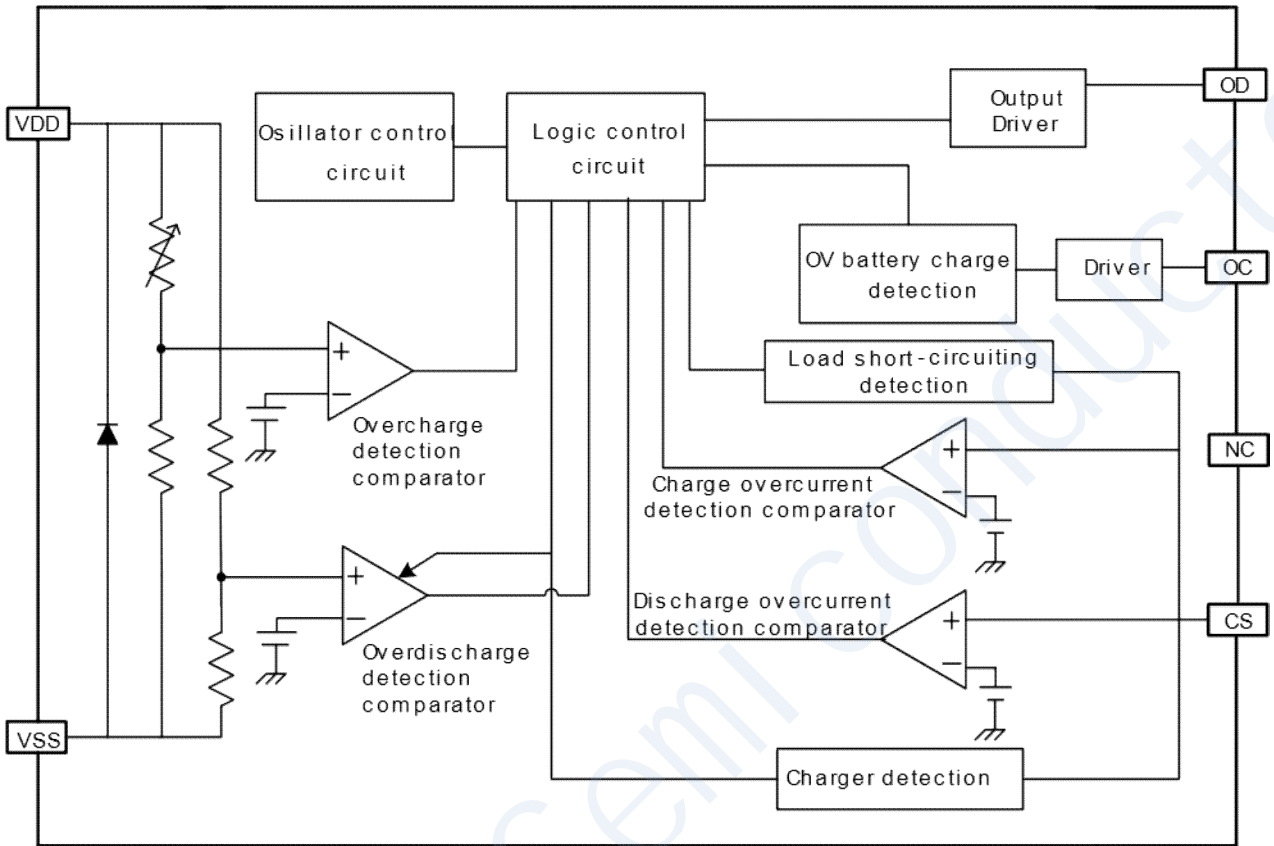 OD
Output
Driver
VDD
Osillator control
circuit
Logic control
circuit
OV battery charge
detection
Driver
OC
+
−
Load short-circuiting
detection
Overcharge
detection
comparator
+
−
NC
Charge overcurrent
detection comparator
+
−
Overdischarge
detection
comparator
Discharge overcurrent
detection comparator
+
−
CS
VSS
Charger detection
Semiconduct